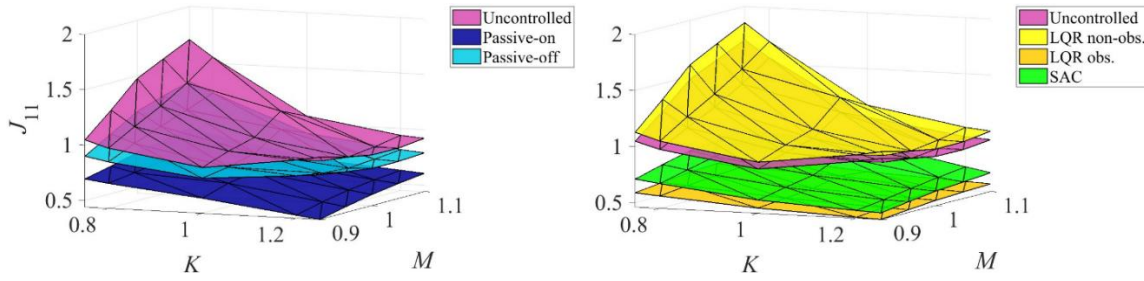 Uncontrolled
Passive-on
Passive-off
2
1.5
1
0.5
J11
0.8
1
1.2
K
0.9
1
1.1
M
Uncontrolled
LQR non-obs.
LQR obs.
SAC
2
1.5
1
0.5
0.8
1
1.2
K
0.9
1
1.1
M